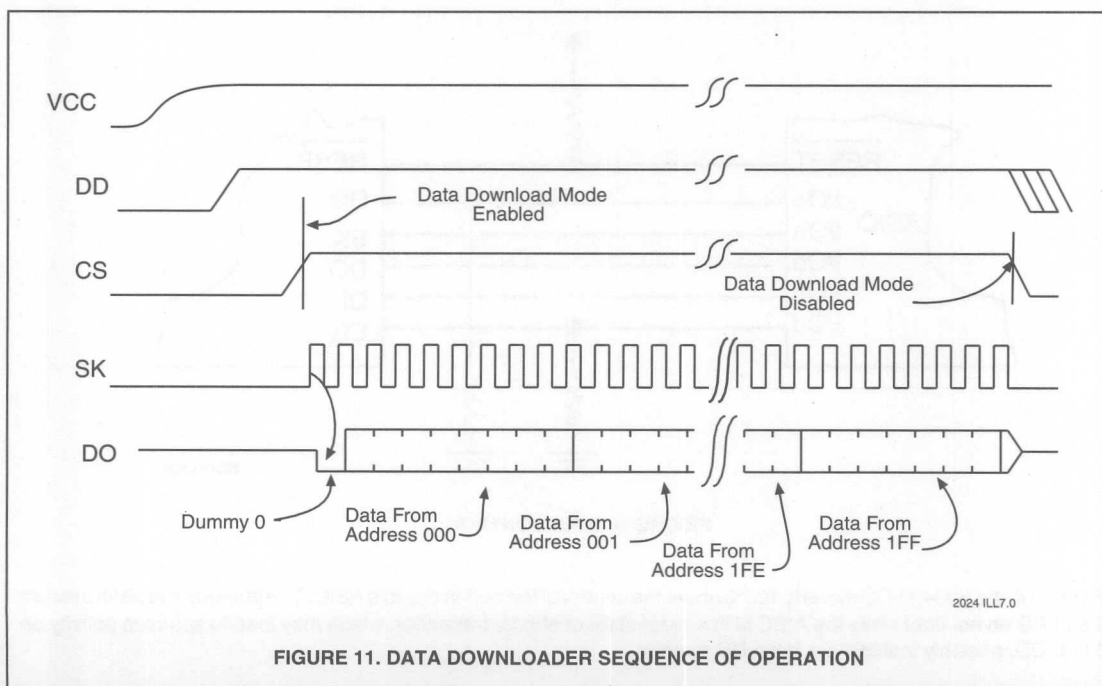 VCC
DD
Data Download Mode
Enabled
CS
Data Download Mode
Disabled
SK
DO
Dummy 0
Data From
Address 000
Data From
Address 001
Data From
Address 1FE
Data From
Address 1FF
2024 ILL7.0
FIGURE 11. DATA DOWNLOADER SEQUENCE OF OPERATION